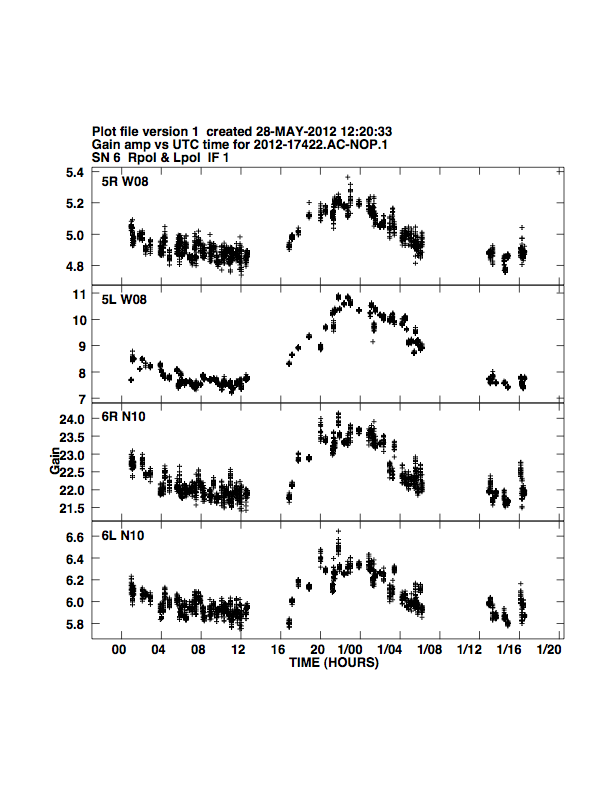 Plot file version 1 created 28-MAY-2012 12:20:33
Gain amp vs UTC time for 2012-17422.AC-NOP.1
SN 6 Rpol & Lpol IF 1
5.4
5R W08
5.2
5.0
4.8
11
5L W08
10
9
8
7
24.0
6R N10
23.5
23.0
22.5
22.0
21.5
Gain
6.6
6L N10
6.4
6.2
6.0
5.8
00 04 08 12 16 20 1/00 1/04 1/08 1/12 1/16 1/20
TIME (HOURS)